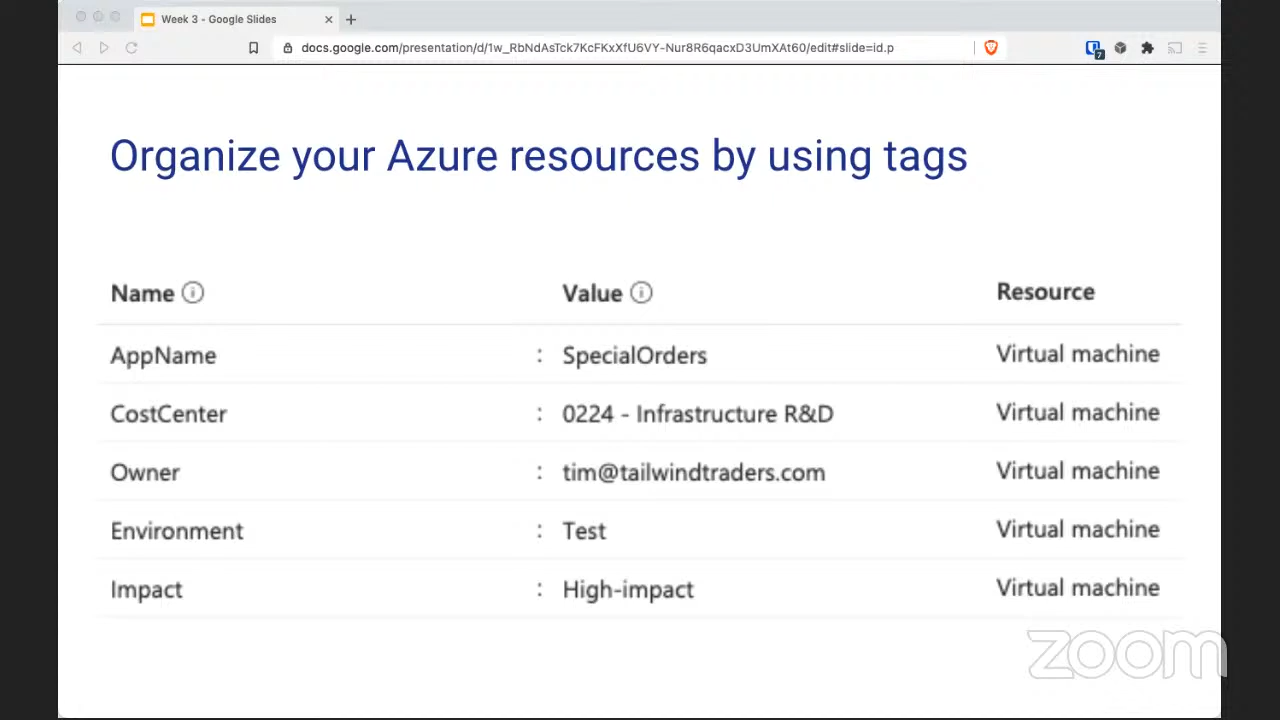 Week 3 - Google Slides
docs.google.com/presentation/d/1w_RbNdAsTck7KcFKxXfU6VY-Nur8R6qacxD3UmXAt60/edit#slide=id.p
7
Organize your Azure resources by using tags
Name Value Resource
AppName : SpecialOrders Virtual machine
CostCenter : 0224 - Infrastructure R&D Virtual machine
Owner : tim@tailwindtraders.com Virtual machine
Environment : Test Virtual machine
Impact : High-impact Virtual machine
zoom